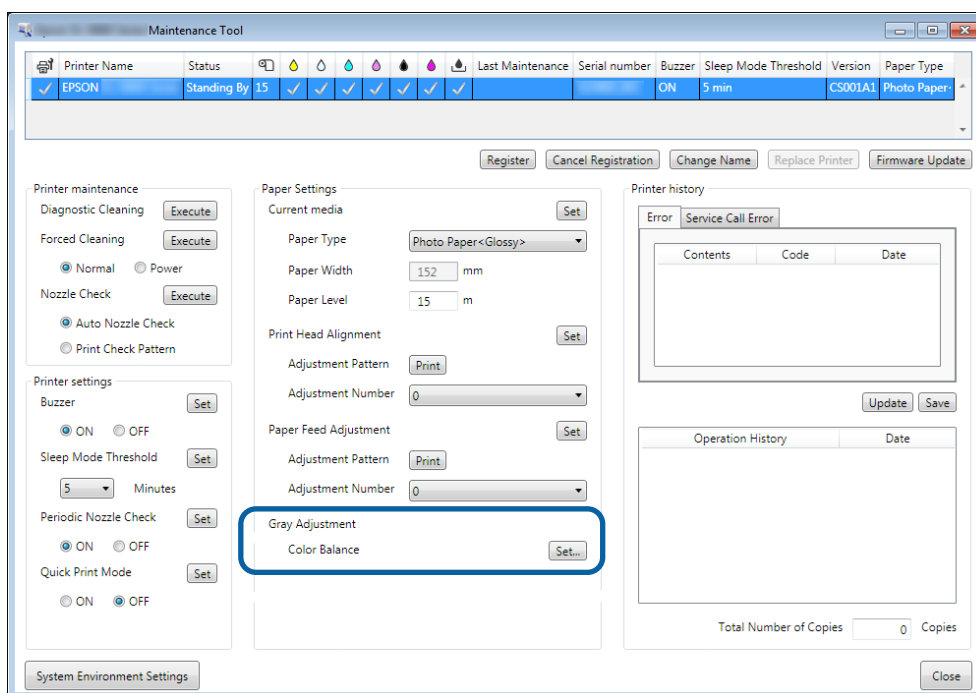 Maintenance Tool
Printer Name Status Last Maintenance Serial number Buzzer Sleep Mode Threshold Version Paper Type
EPSON Standing By 15 ON 5 min CS001A1 Photo Paper
Register Cancel Registration Change Name Replace Printer Firmware Update
Printer maintenance
Diagnostic Cleaning Execute
Forced Cleaning Execute
Normal Power
Nozzle Check Execute
Auto Nozzle Check
Print Check Pattern
Printer settings
Buzzer Set
ON OFF
Sleep Mode Threshold Set
5 Minutes
Periodic Nozzle Check Set
ON OFF
Quick Print Mode Set
ON OFF
Paper Settings
Current media Set
Paper Type Photo Paper<Glossy>
Paper Width 152 mm
Paper Level 15 m
Print Head Alignment Set
Adjustment Pattern Print
Adjustment Number 0
Paper Feed Adjustment Set
Adjustment Pattern Print
Adjustment Number 0
Gray Adjustment
Color Balance Set...
Printer history
Error Service Call Error
Contents Code Date
Update Save
Operation History Date
Total Number of Copies 0 Copies
System Environment Settings Close